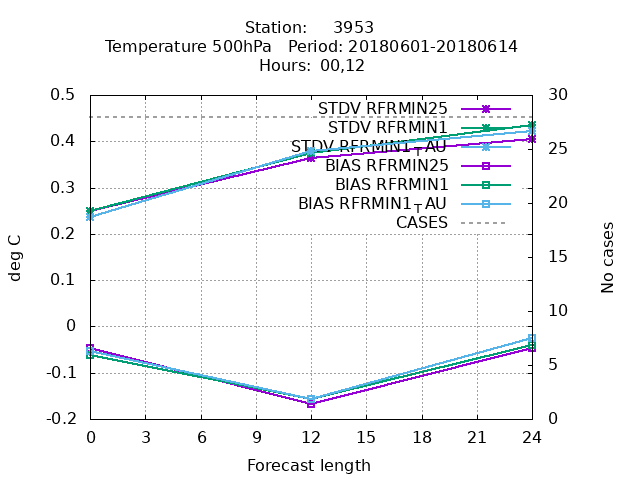 Station: 3953
Temperature 500hPa Period: 20180601-20180614
Hours: 00,12
0.5 30
STDV RFRMIN25
STDV RFRMIN1
0.4 25
STDV RFRMIN1TAU
BIAS RFRMIN25
0.3
BIAS RFRMIN1
20
BIAS RFRMIN1TAU
CASES
0.2
deg C
No cases
15
0.1
10
0
5
-0.1
-0.2 0
0 3 6 9 12 15 18 21 24
Forecast length